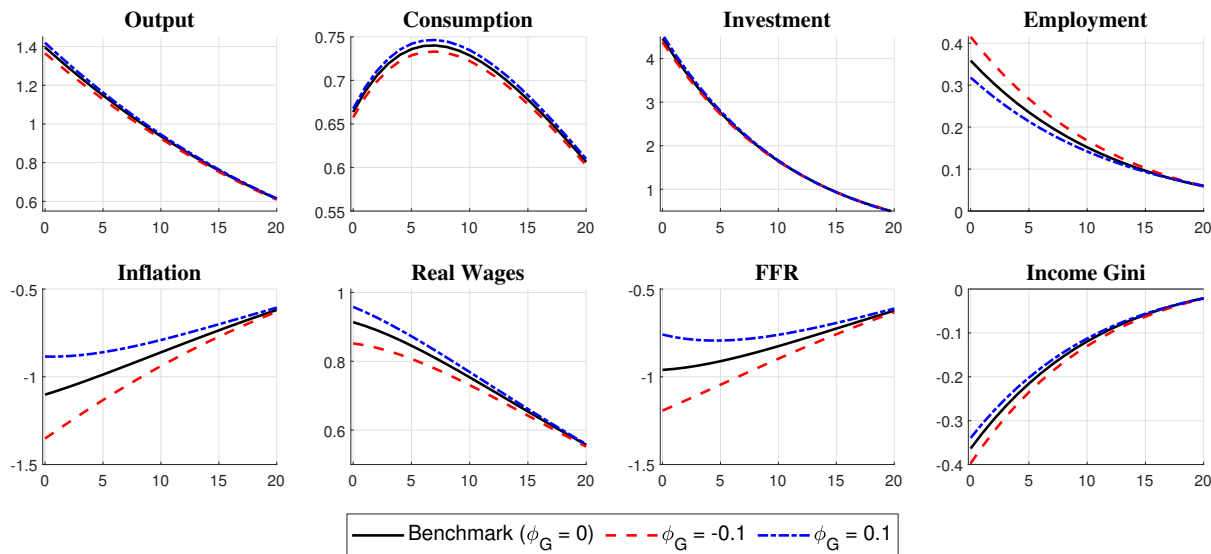 Output Consumption Investment Employment
1.4 0.75 4 0.4
1.2 0.7 3 0.3
1 0.65 2 0.2
0.8 0.6 1 0.1
0.6 0.55 0
0 5 10 15 20 0 5 10 15 20 0 5 10 15 20 0 5 10 15 20
Inflation Real Wages FFR Income Gini
-0.5 1 -0.5 0
-1 0.8 -1 -0.1
-1.5 0.6 -1.5 -0.2
-0.3
-0.4
0 5 10 15 20 0 5 10 15 20 0 5 10 15 20 0 5 10 15 20
Benchmark (ϕ_G = 0) ϕ_G = -0.1 ϕ_G = 0.1